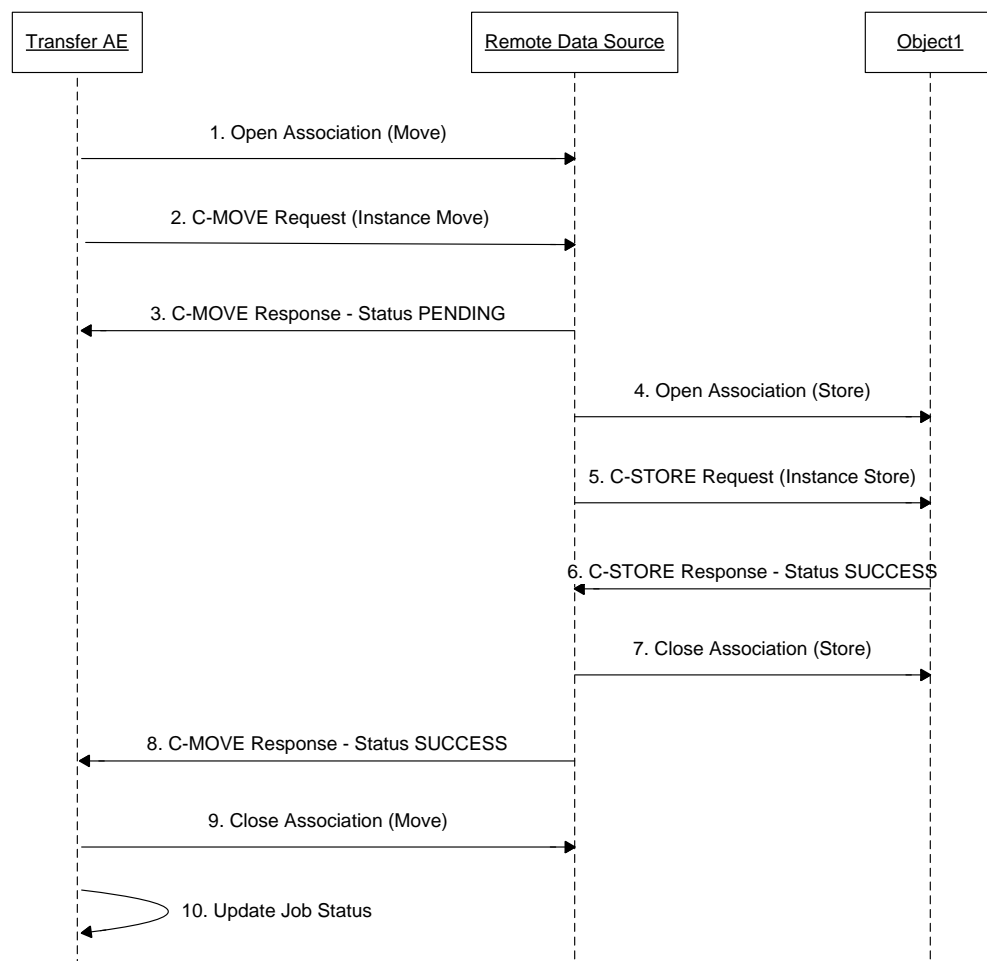 Transfer AE
Remote Data Source
Object1
1. Open Association (Move)
2. C-MOVE Request (Instance Move)
3. C-MOVE Response - Status PENDING
4. Open Association (Store)
5. C-STORE Request (Instance Store)
6. C-STORE Response - Status SUCCESS
7. Close Association (Store)
8. C-MOVE Response - Status SUCCESS
9. Close Association (Move)
10. Update Job Status